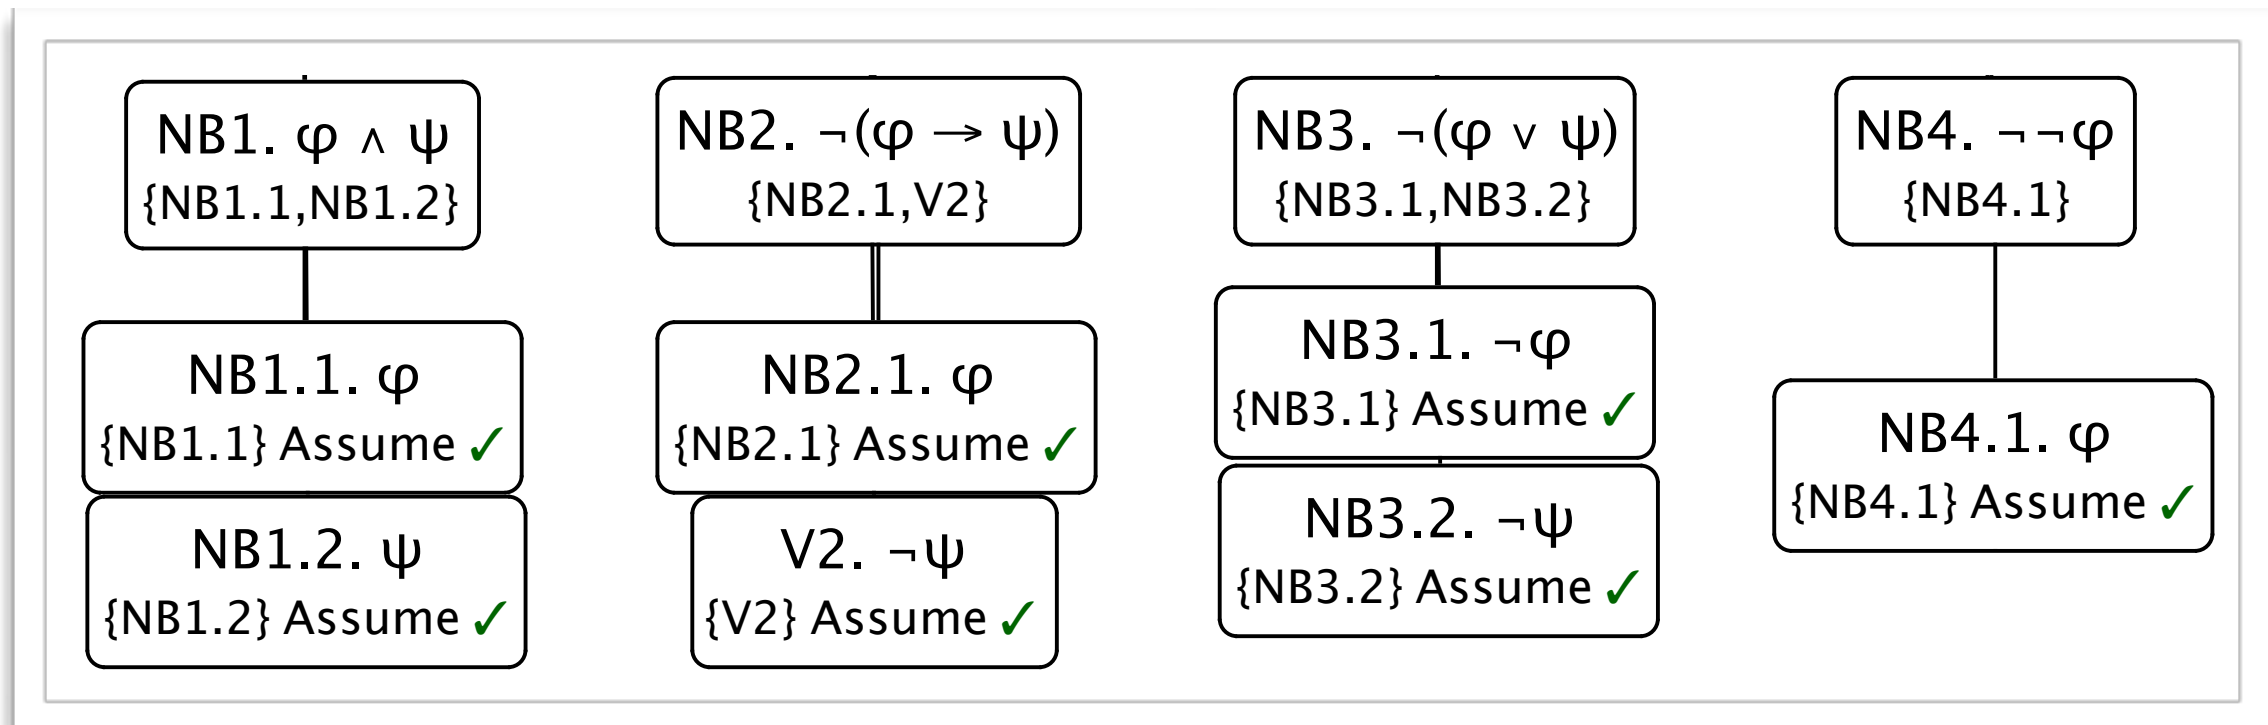 NB1. φ ∧ ψ
{NB1.1,NB1.2}
NB1.1. φ
{NB1.1} Assume ✓
NB1.2. ψ
{NB1.2} Assume ✓
NB2. ¬(φ → ψ)
{NB2.1,V2}
NB2.1. φ
{NB2.1} Assume ✓
V2. ¬ψ
{V2} Assume ✓
NB3. ¬(φ ∨ ψ)
{NB3.1,NB3.2}
NB3.1. ¬φ
{NB3.1} Assume ✓
NB3.2. ¬ψ
{NB3.2} Assume ✓
NB4. ¬¬φ
{NB4.1}
NB4.1. φ
{NB4.1} Assume ✓